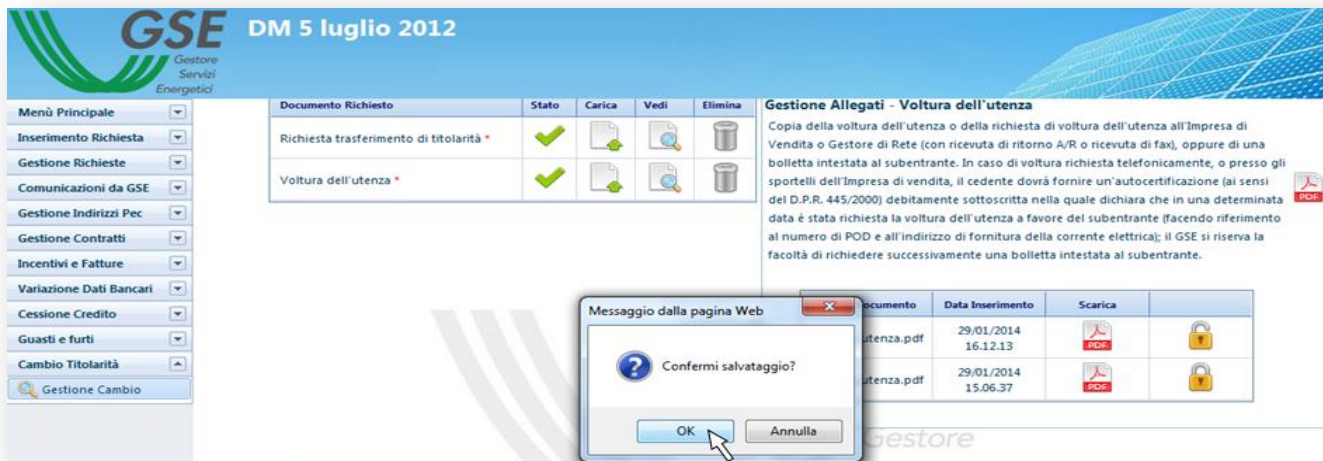 GSE
Gestore
Servizi
Energetici
DM 5 luglio 2012
Menù Principale
Inserimento Richiesta
Gestione Richieste
Comunicazioni da GSE
Gestione Indirizzi Pec
Gestione Contratti
Incentivi e Fatture
Variazione Dati Bancari
Cessione Credito
Guasti e furti
Cambio Titolarità
Gestione Cambio
Documento Richiesto Stato Carica Vedi Elimina
Richiesta trasferimento di titolarità *
Voltura dell'utenza *
Gestione Allegati - Voltura dell'utenza
Copia della voltura dell'utenza o della richiesta di voltura dell'utenza all'Impresa di
Vendita o Gestore di Rete (con ricevuta di ritorno A/R o ricevuta di fax), oppure di una
bolletta intestata al subentrante. In caso di voltura richiesta telefonicamente, o presso gli
sportelli dell'Impresa di vendita, il cedente dovrà fornire un'autocertificazione (ai sensi
del D.P.R. 445/2000) debitamente sottoscritta nella quale dichiara che in una determinata
data è stata richiesta la voltura dell'utenza a favore del subentrante (facendo riferimento
al numero di POD e all'indirizzo di fornitura della corrente elettrica); il GSE si riserva la
facoltà di richiedere successivamente una bolletta intestata al subentrante.
PDF
ocumento Data Inserimento Scarica
utenza.pdf 29/01/2014
16.12.13 PDF
utenza.pdf 29/01/2014
15.06.37 PDF
Messaggio dalla pagina Web
Confermi salvataggio?
OK Annulla
Gestore